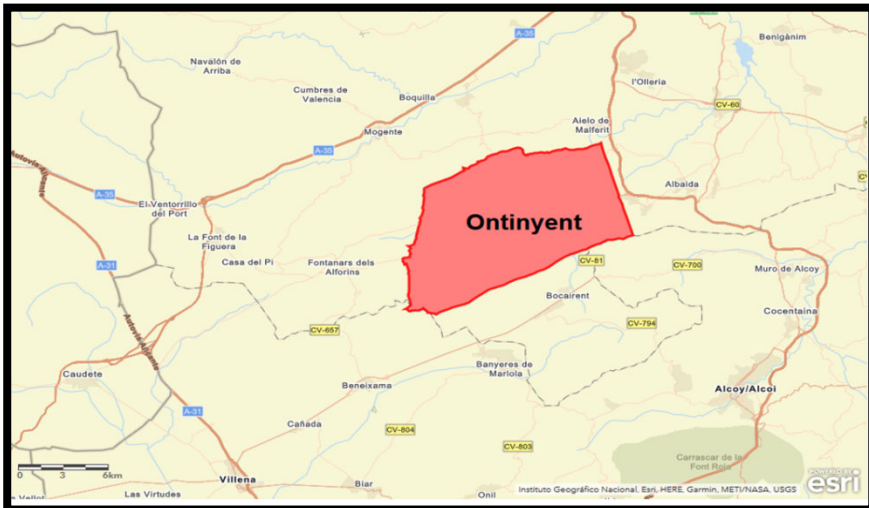 A-35
Benigànim
Navalón de
Arriba
l'Olleria
Cumbres de
Valencia
Boquilla
CV-60
Aielo de
Malferit
Mogente
A-35
Autovía Alicante
A-35
Albaida
El Ventorrillo
del Port
Ontinyent
La Font de la
Figuera
Casa del Pi
Fontanars dels
Alforins
A-31
CV-81
CV-700
Muro de Alcoy
Bocairent
Cocentaina
CV-657
CV-794
Autovía Alicante
Banyeres de
Mariola
Caudete
Beneixama
Alcoy/Alcoi
A-31
Cañada
CV-804
CV-803
Carrascar de la
Font Roja
0 3 6km
Villena
Biar
POWERED BY
esri
Las Virtudes
Onil
Instituto Geográfico Nacional, Esri, HERE, Garmin, METI/NASA, USGS